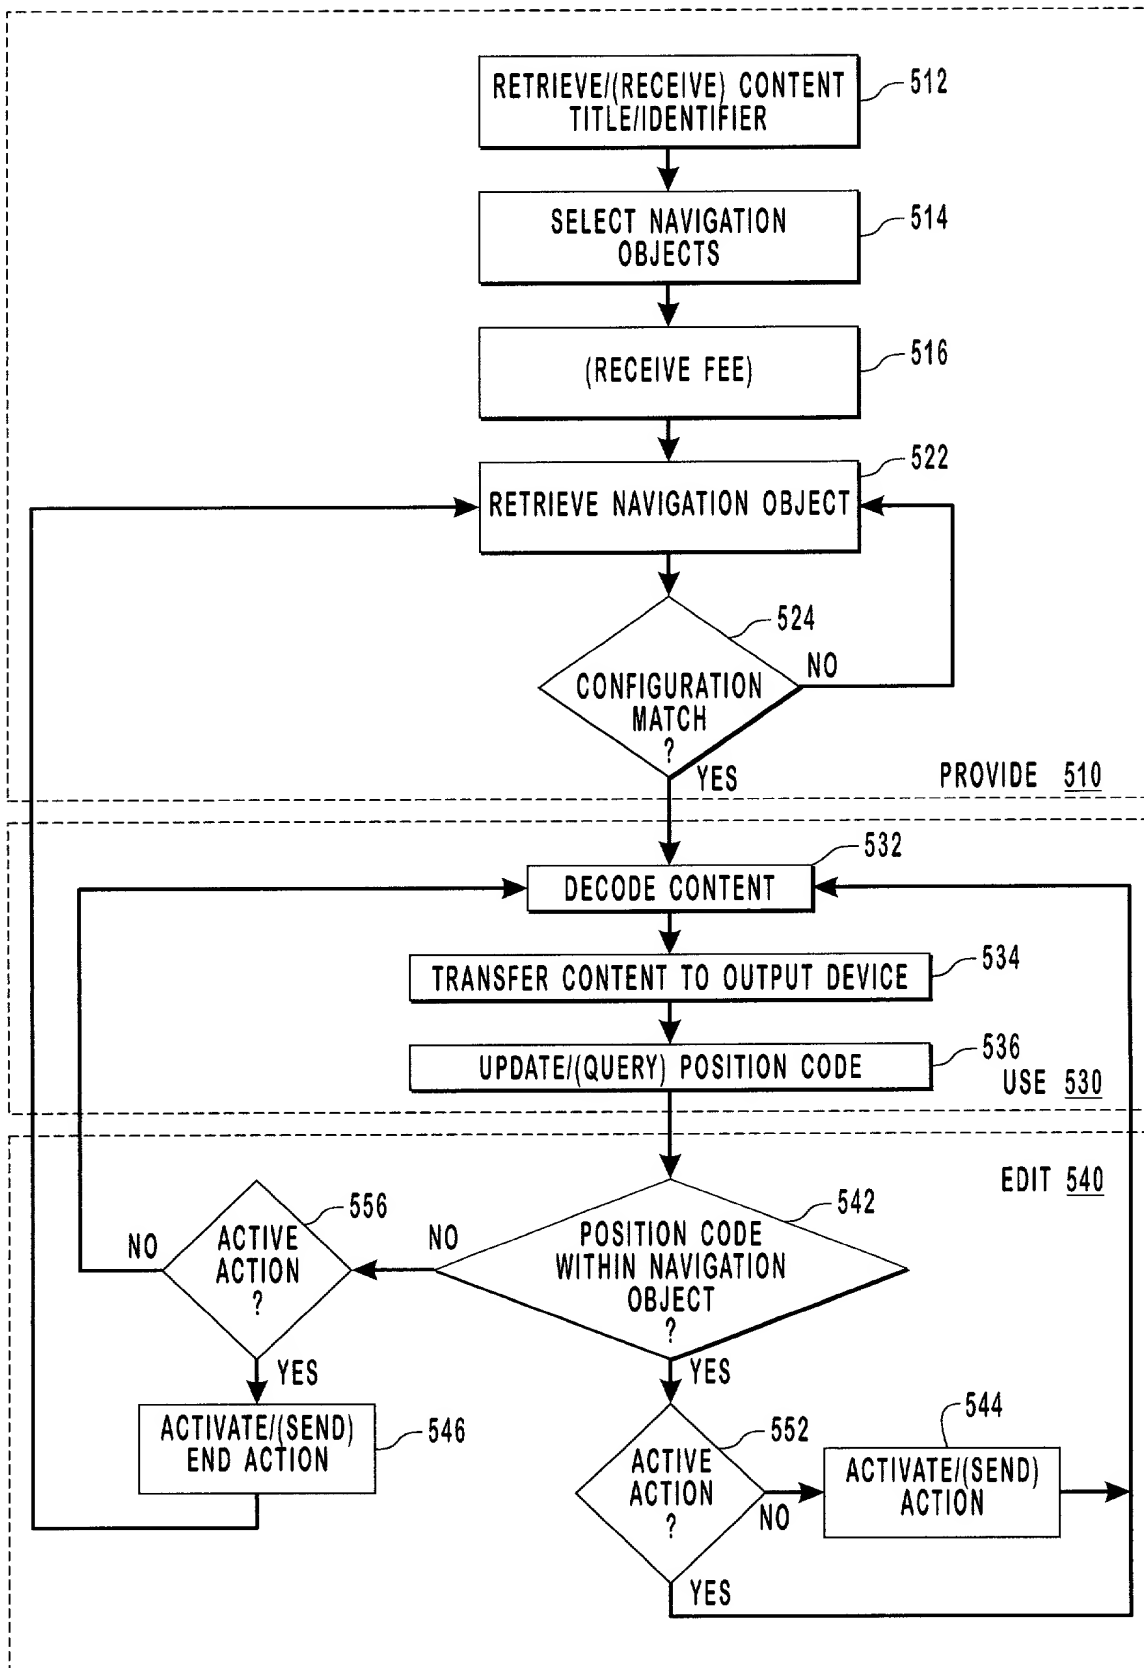 RETRIEVE/(RECEIVE) CONTENT
TITLE/IDENTIFIER
512
SELECT NAVIGATION
OBJECTS
514
(RECEIVE FEE)
516
522
RETRIEVE NAVIGATION OBJECT
524
NO
CONFIGURATION
MATCH
?
YES
PROVIDE 510
532
DECODE CONTENT
TRANSFER CONTENT TO OUTPUT DEVICE
534
UPDATE/(QUERY) POSITION CODE
536
USE 530
EDIT 540
556
NO
ACTIVE
ACTION
?
NO
542
POSITION CODE
WITHIN NAVIGATION
OBJECT
?
YES
YES
ACTIVATE/(SEND)
END ACTION
546
552
ACTIVE
ACTION
?
NO
544
ACTIVATE/(SEND)
ACTION
YES